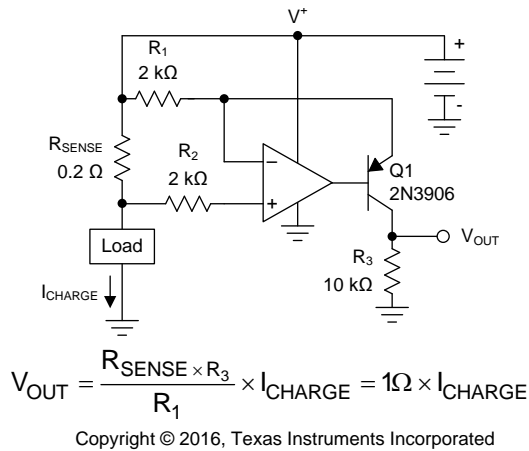 V+
+
-
R1
2 kΩ
RSENSE
0.2 Ω
R2
2 kΩ
−
+
Q1
2N3906
Load
VOUT
R3
10 kΩ
ICHARGE
VOUT = RSENSE × R3 / R1 × ICHARGE = 1Ω × ICHARGE
Copyright © 2016, Texas Instruments Incorporated